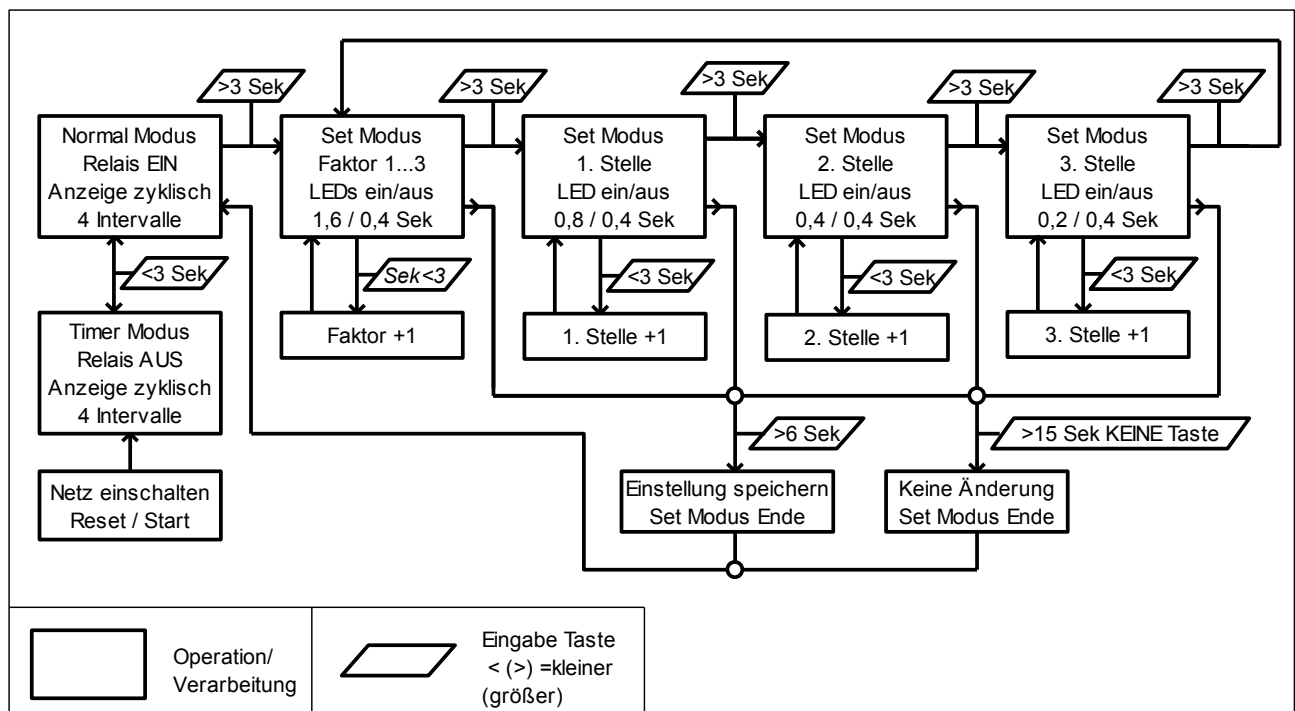 >3 Sek
>3 Sek
>3 Sek
>3 Sek
>3 Sek
Normal Modus
Relais EIN
Anzeige zyklisch
4 Intervalle
Set Modus
Faktor 1...3
LEDs ein/aus
1,6 / 0,4 Sek
Set Modus
1. Stelle
LED ein/aus
0,8 / 0,4 Sek
Set Modus
2. Stelle
LED ein/aus
0,4 / 0,4 Sek
Set Modus
3. Stelle
LED ein/aus
0,2 / 0,4 Sek
<3 Sek
Sek<3
<3 Sek
<3 Sek
<3 Sek
Timer Modus
Relais AUS
Anzeige zyklisch
4 Intervalle
Faktor +1
1. Stelle +1
2. Stelle +1
3. Stelle +1
>6 Sek
>15 Sek KEINE Taste
Netz einschalten
Reset / Start
Einstellung speichern
Set Modus Ende
Keine Änderung
Set Modus Ende
Operation/
Verarbeitung
Eingabe Taste
< (>) =kleiner
(größer)